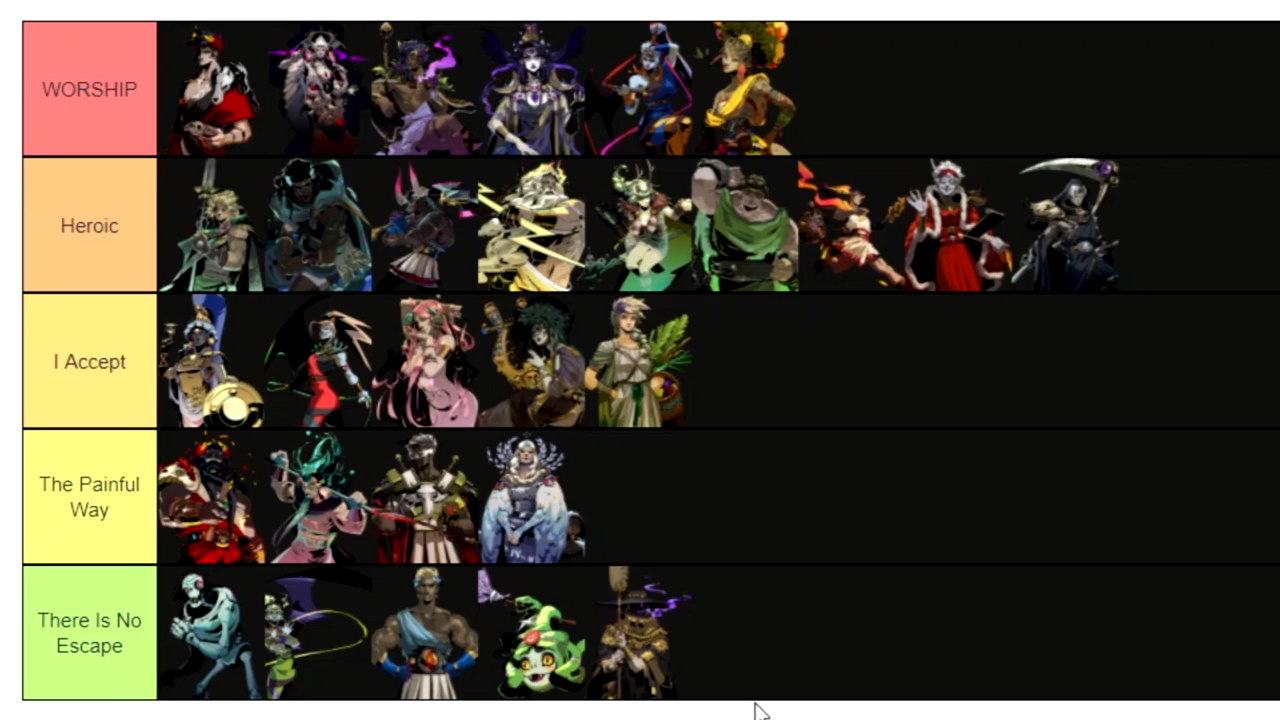 WORSHIP
Heroic
I Accept
The Painful
Way
There Is No
Escape